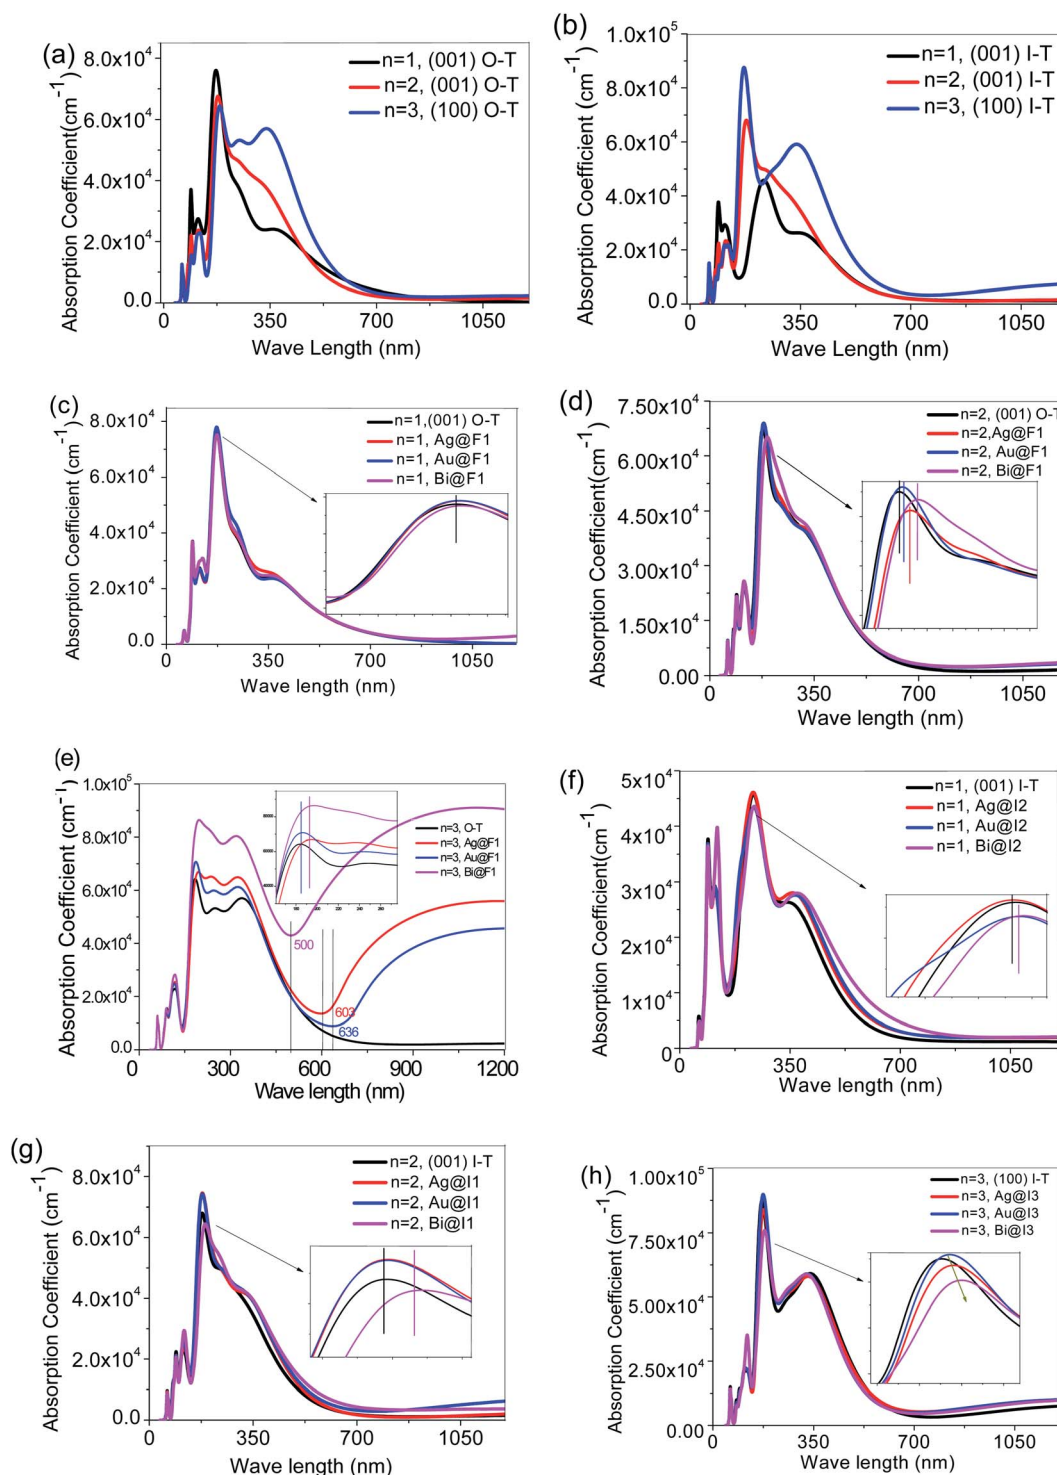 (a)
n=1, (001) O-T
n=2, (001) O-T
n=3, (100) O-T
Absorption Coefficient(cm⁻¹)
8.0x10⁴
6.0x10⁴
4.0x10⁴
2.0x10⁴
0.0
0 350 700 1050
Wave Length (nm)
(b)
n=1, (001) I-T
n=2, (001) I-T
n=3, (100) I-T
Absorption Coefficient (cm⁻¹)
1.0x10⁵
8.0x10⁴
6.0x10⁴
4.0x10⁴
2.0x10⁴
0.0
0 350 700 1050
Wave Length (nm)
(c)
n=1,(001) O-T
n=1, Ag@F1
n=1, Au@F1
n=1, Bi@F1
Absorption Coefficient (cm⁻¹)
8.0x10⁴
6.0x10⁴
4.0x10⁴
2.0x10⁴
0.0
0 350 700 1050
Wave length (nm)
(d)
n=2, (001) O-T
n=2,Ag@F1
n=2, Au@F1
n=2, Bi@F1
Absorption Coefficient(cm⁻¹)
7.50x10⁴
6.00x10⁴
4.50x10⁴
3.00x10⁴
1.50x10⁴
0.00
0 350 700 1050
Wave length (nm)
(e)
n=3, O-T
n=3, Ag@F1
n=3, Au@F1
n=3, Bi@F1
Absorption Coefficient (cm⁻¹)
1.0x10⁵
8.0x10⁴
6.0x10⁴
4.0x10⁴
2.0x10⁴
0.0
500
603
636
0 300 600 900 1200
Wave length (nm)
(f)
n=1, (001) I-T
n=1, Ag@I2
n=1, Au@I2
n=1, Bi@I2
Absorption Coefficient(cm⁻¹)
5x10⁴
4x10⁴
3x10⁴
2x10⁴
1x10⁴
0
0 350 700 1050
Wave length (nm)
(g)
n=2, (001) I-T
n=2, Ag@I1
n=2, Au@I1
n=2, Bi@I1
Absorption Coefficient (cm⁻¹)
8.0x10⁴
6.0x10⁴
4.0x10⁴
2.0x10⁴
0.0
0 350 700 1050
Wave length (nm)
(h)
n=3, (100) I-T
n=3, Ag@I3
n=3, Au@I3
n=3, Bi@I3
Absorption Coefficient (cm⁻¹)
1.00x10⁵
7.50x10⁴
5.00x10⁴
2.50x10⁴
0.00
0 350 700 1050
Wave length (nm)